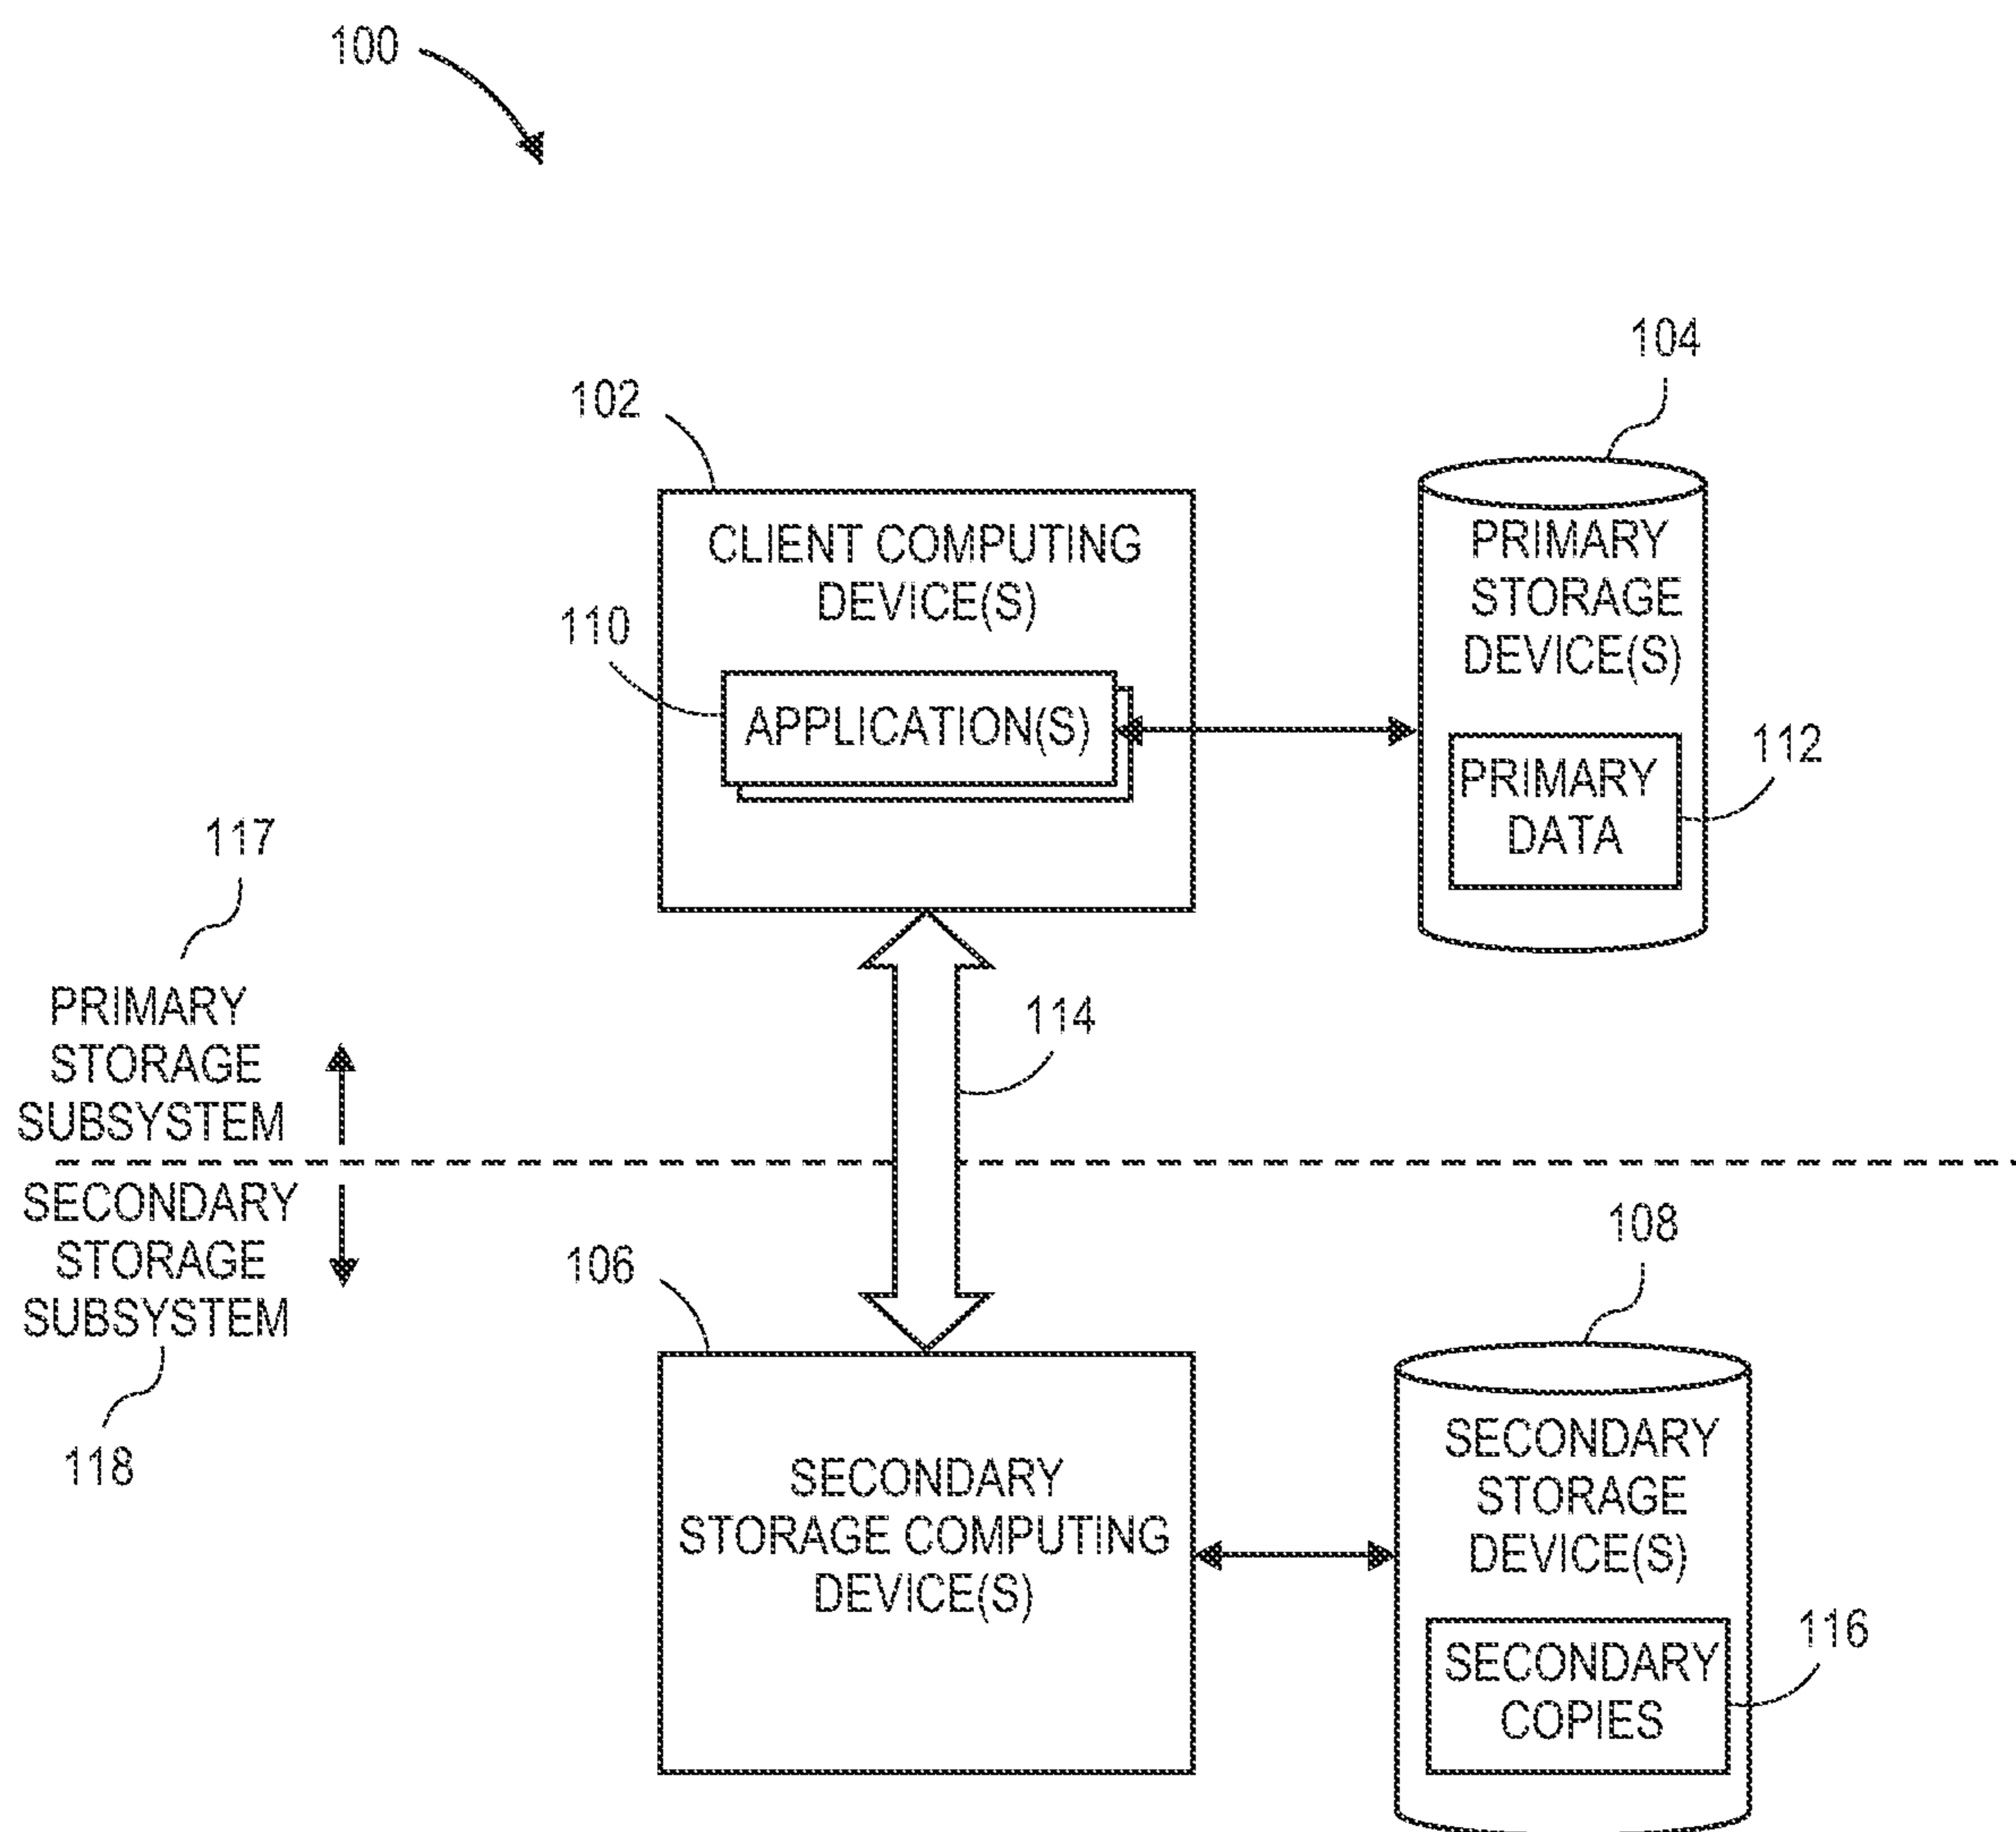 100
104
102
CLIENT COMPUTING
DEVICE(S)
110
APPLICATION(S)
PRIMARY
STORAGE
DEVICE(S)
PRIMARY
DATA
112
117
PRIMARY
STORAGE
SUBSYSTEM
114
SECONDARY
STORAGE
SUBSYSTEM
118
106
108
SECONDARY
STORAGE COMPUTING
DEVICE(S)
SECONDARY
STORAGE
DEVICE(S)
SECONDARY
COPIES
116